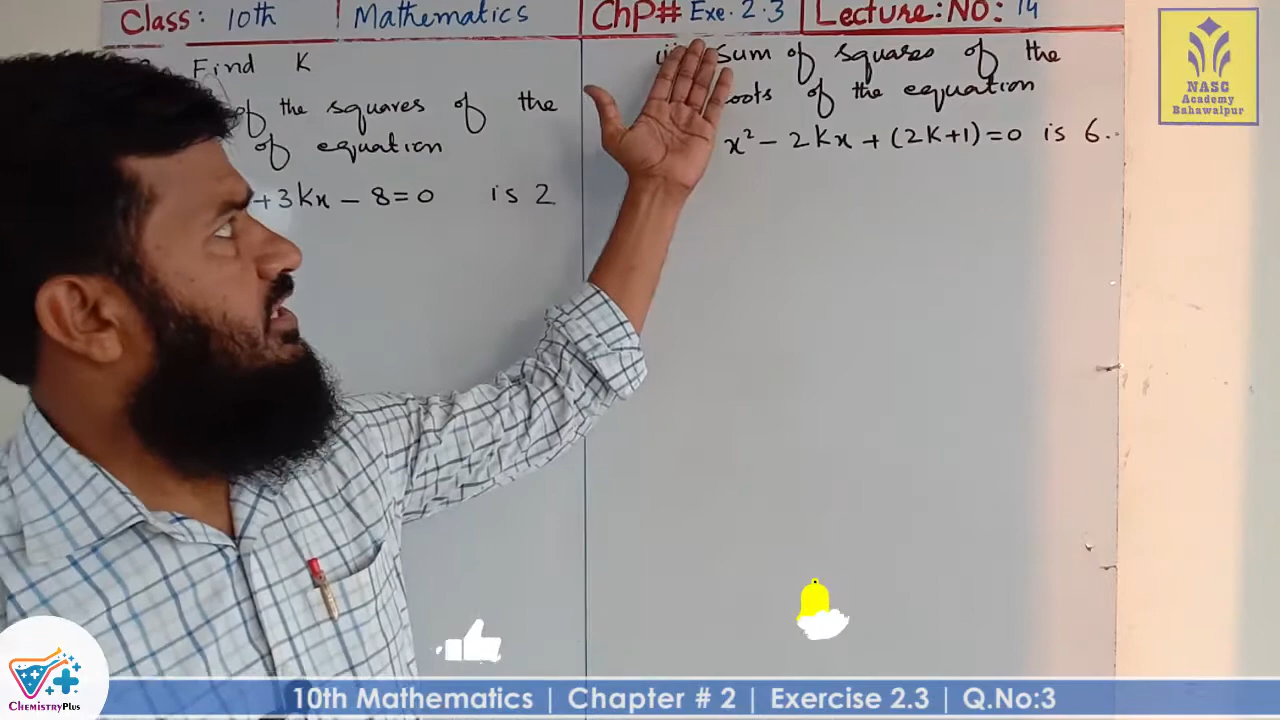 Class: 10th | Mathematics | ChP# Exe. 2.3 | Lecture: No: 14
Find K
of the squares of the
of equation
+ 3Kx - 8 = 0 is 2
Sum of squares of the
of the equation
x² - 2Kx + (2K+1) = 0 is 6.
NASC
Academy
Bahawalpur
ChemistryPlus
10th Mathematics | Chapter # 2 | Exercise 2.3 | Q.No:3